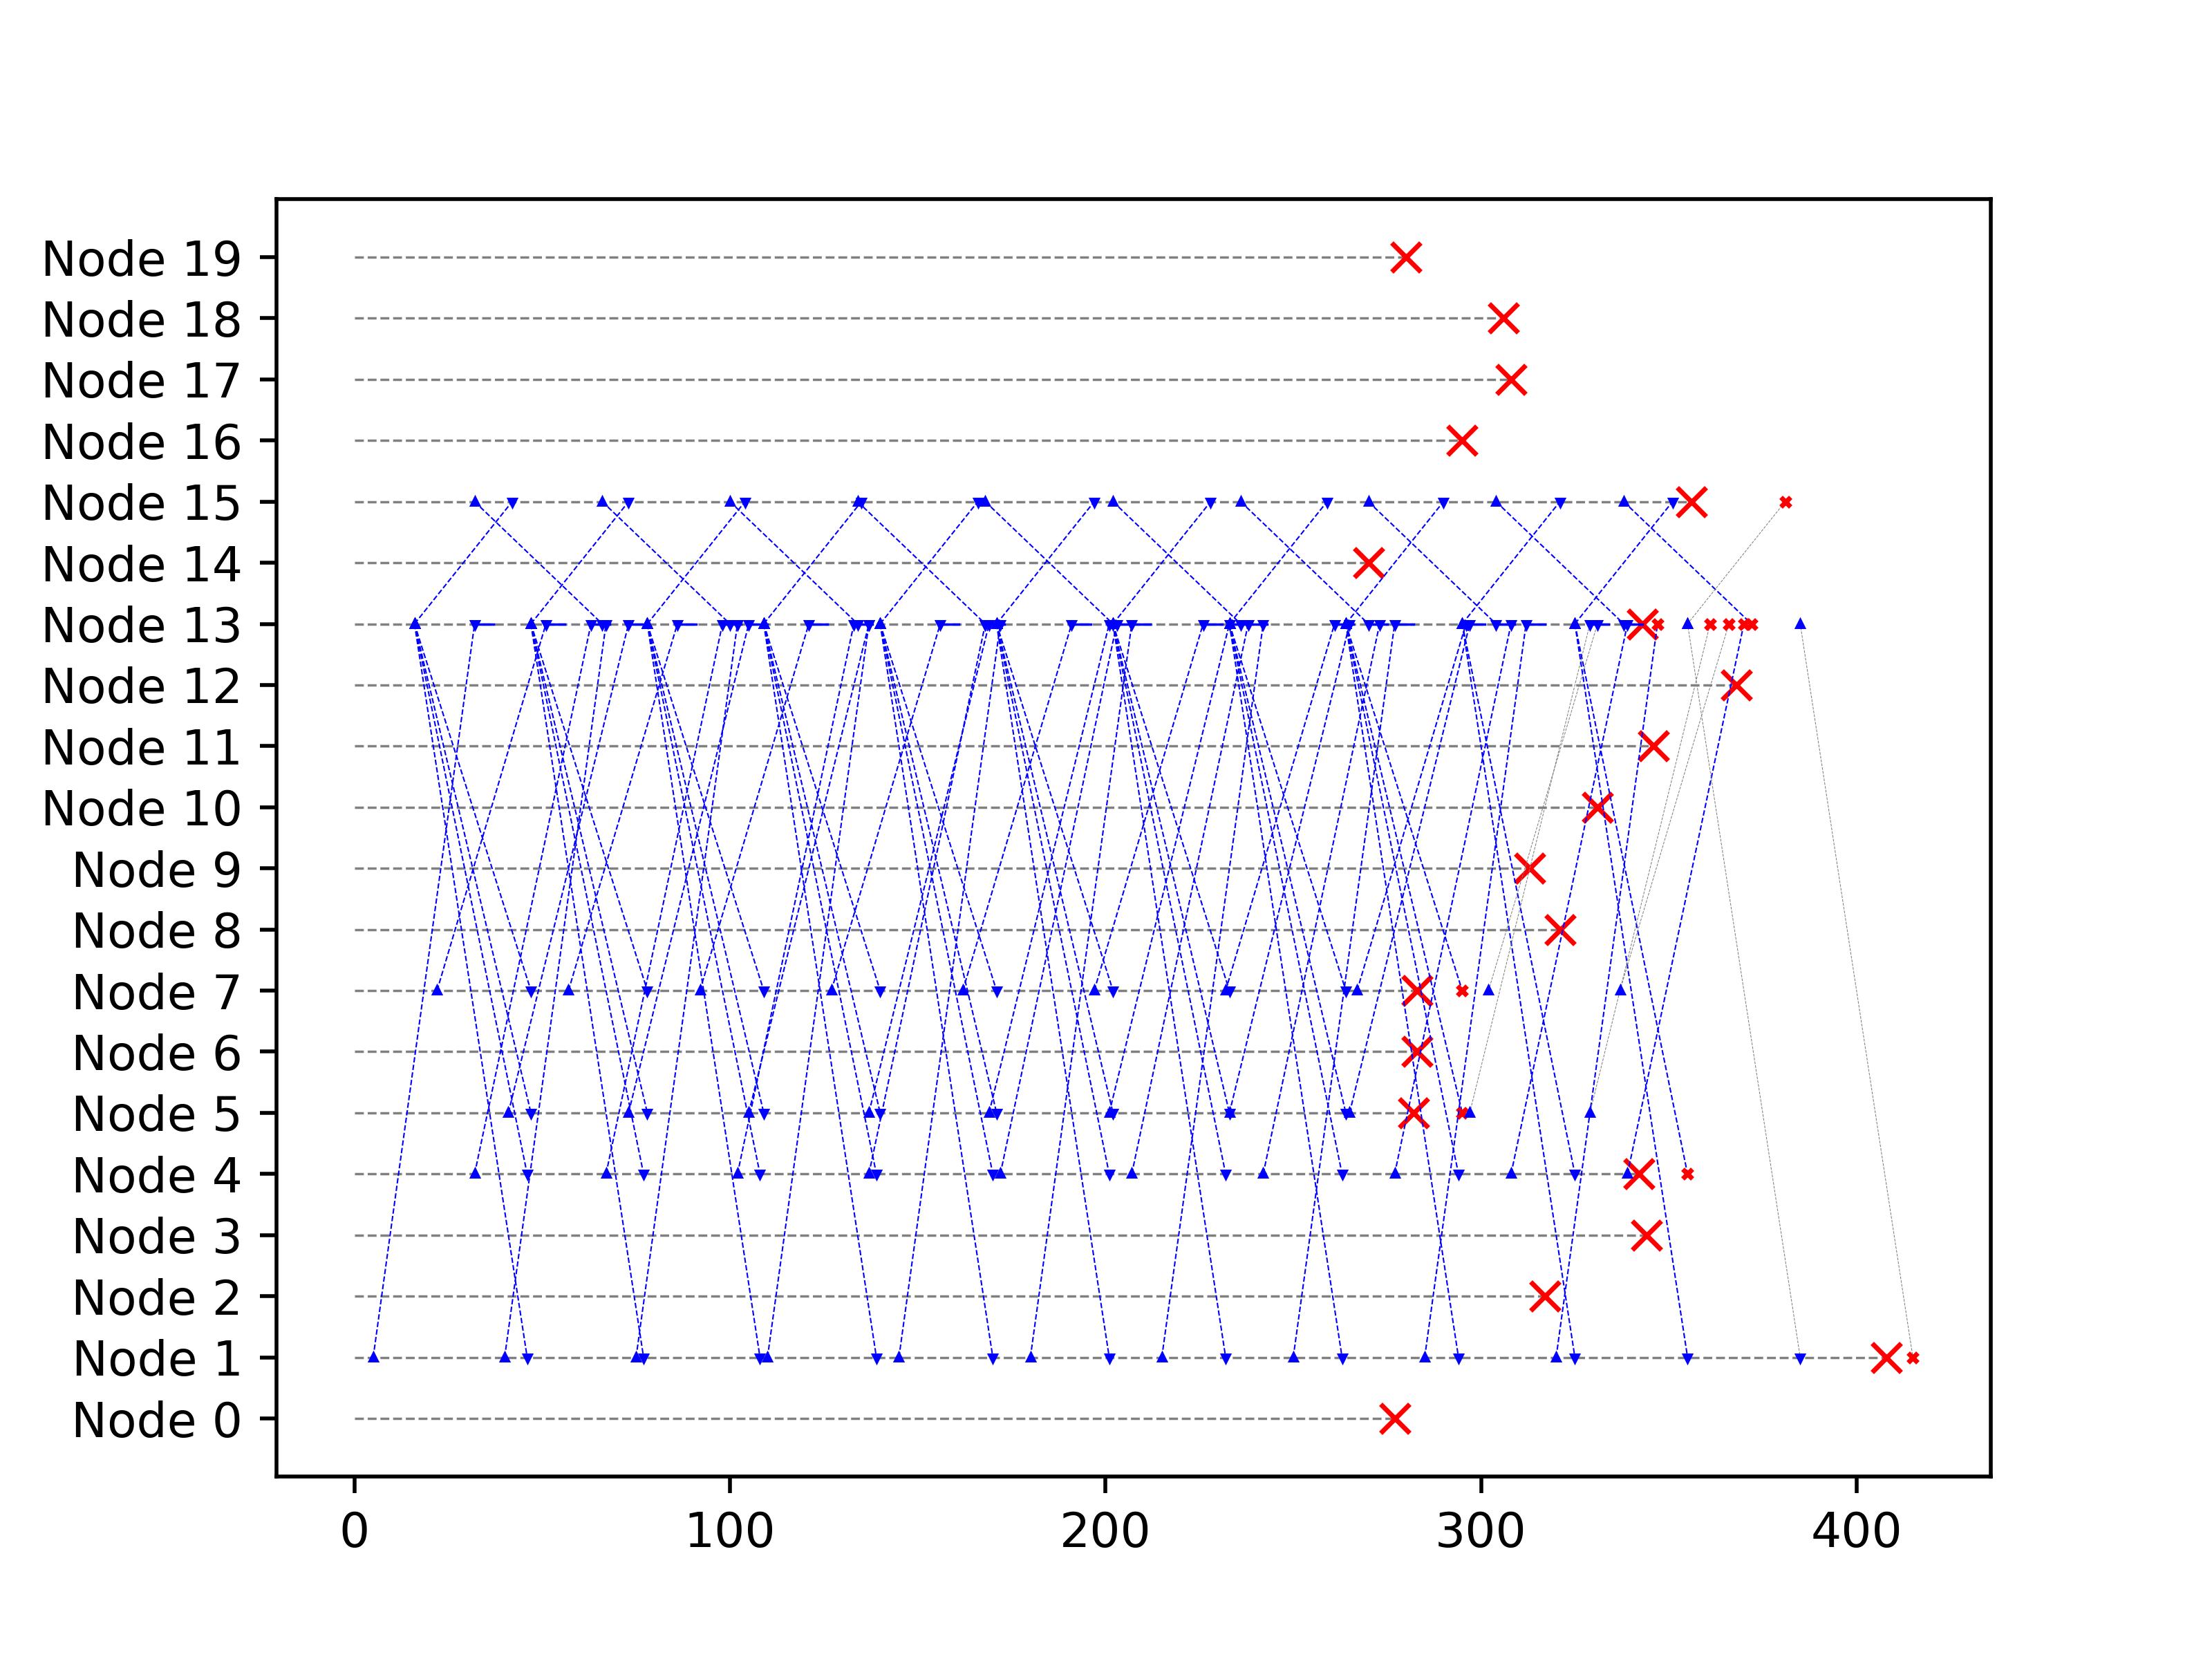 Node 19
Node 18
Node 17
Node 16
Node 15
Node 14
Node 13
Node 12
Node 11
Node 10
Node 9
Node 8
Node 7
Node 6
Node 5
Node 4
Node 3
Node 2
Node 1
Node 0
0 100 200 300 400